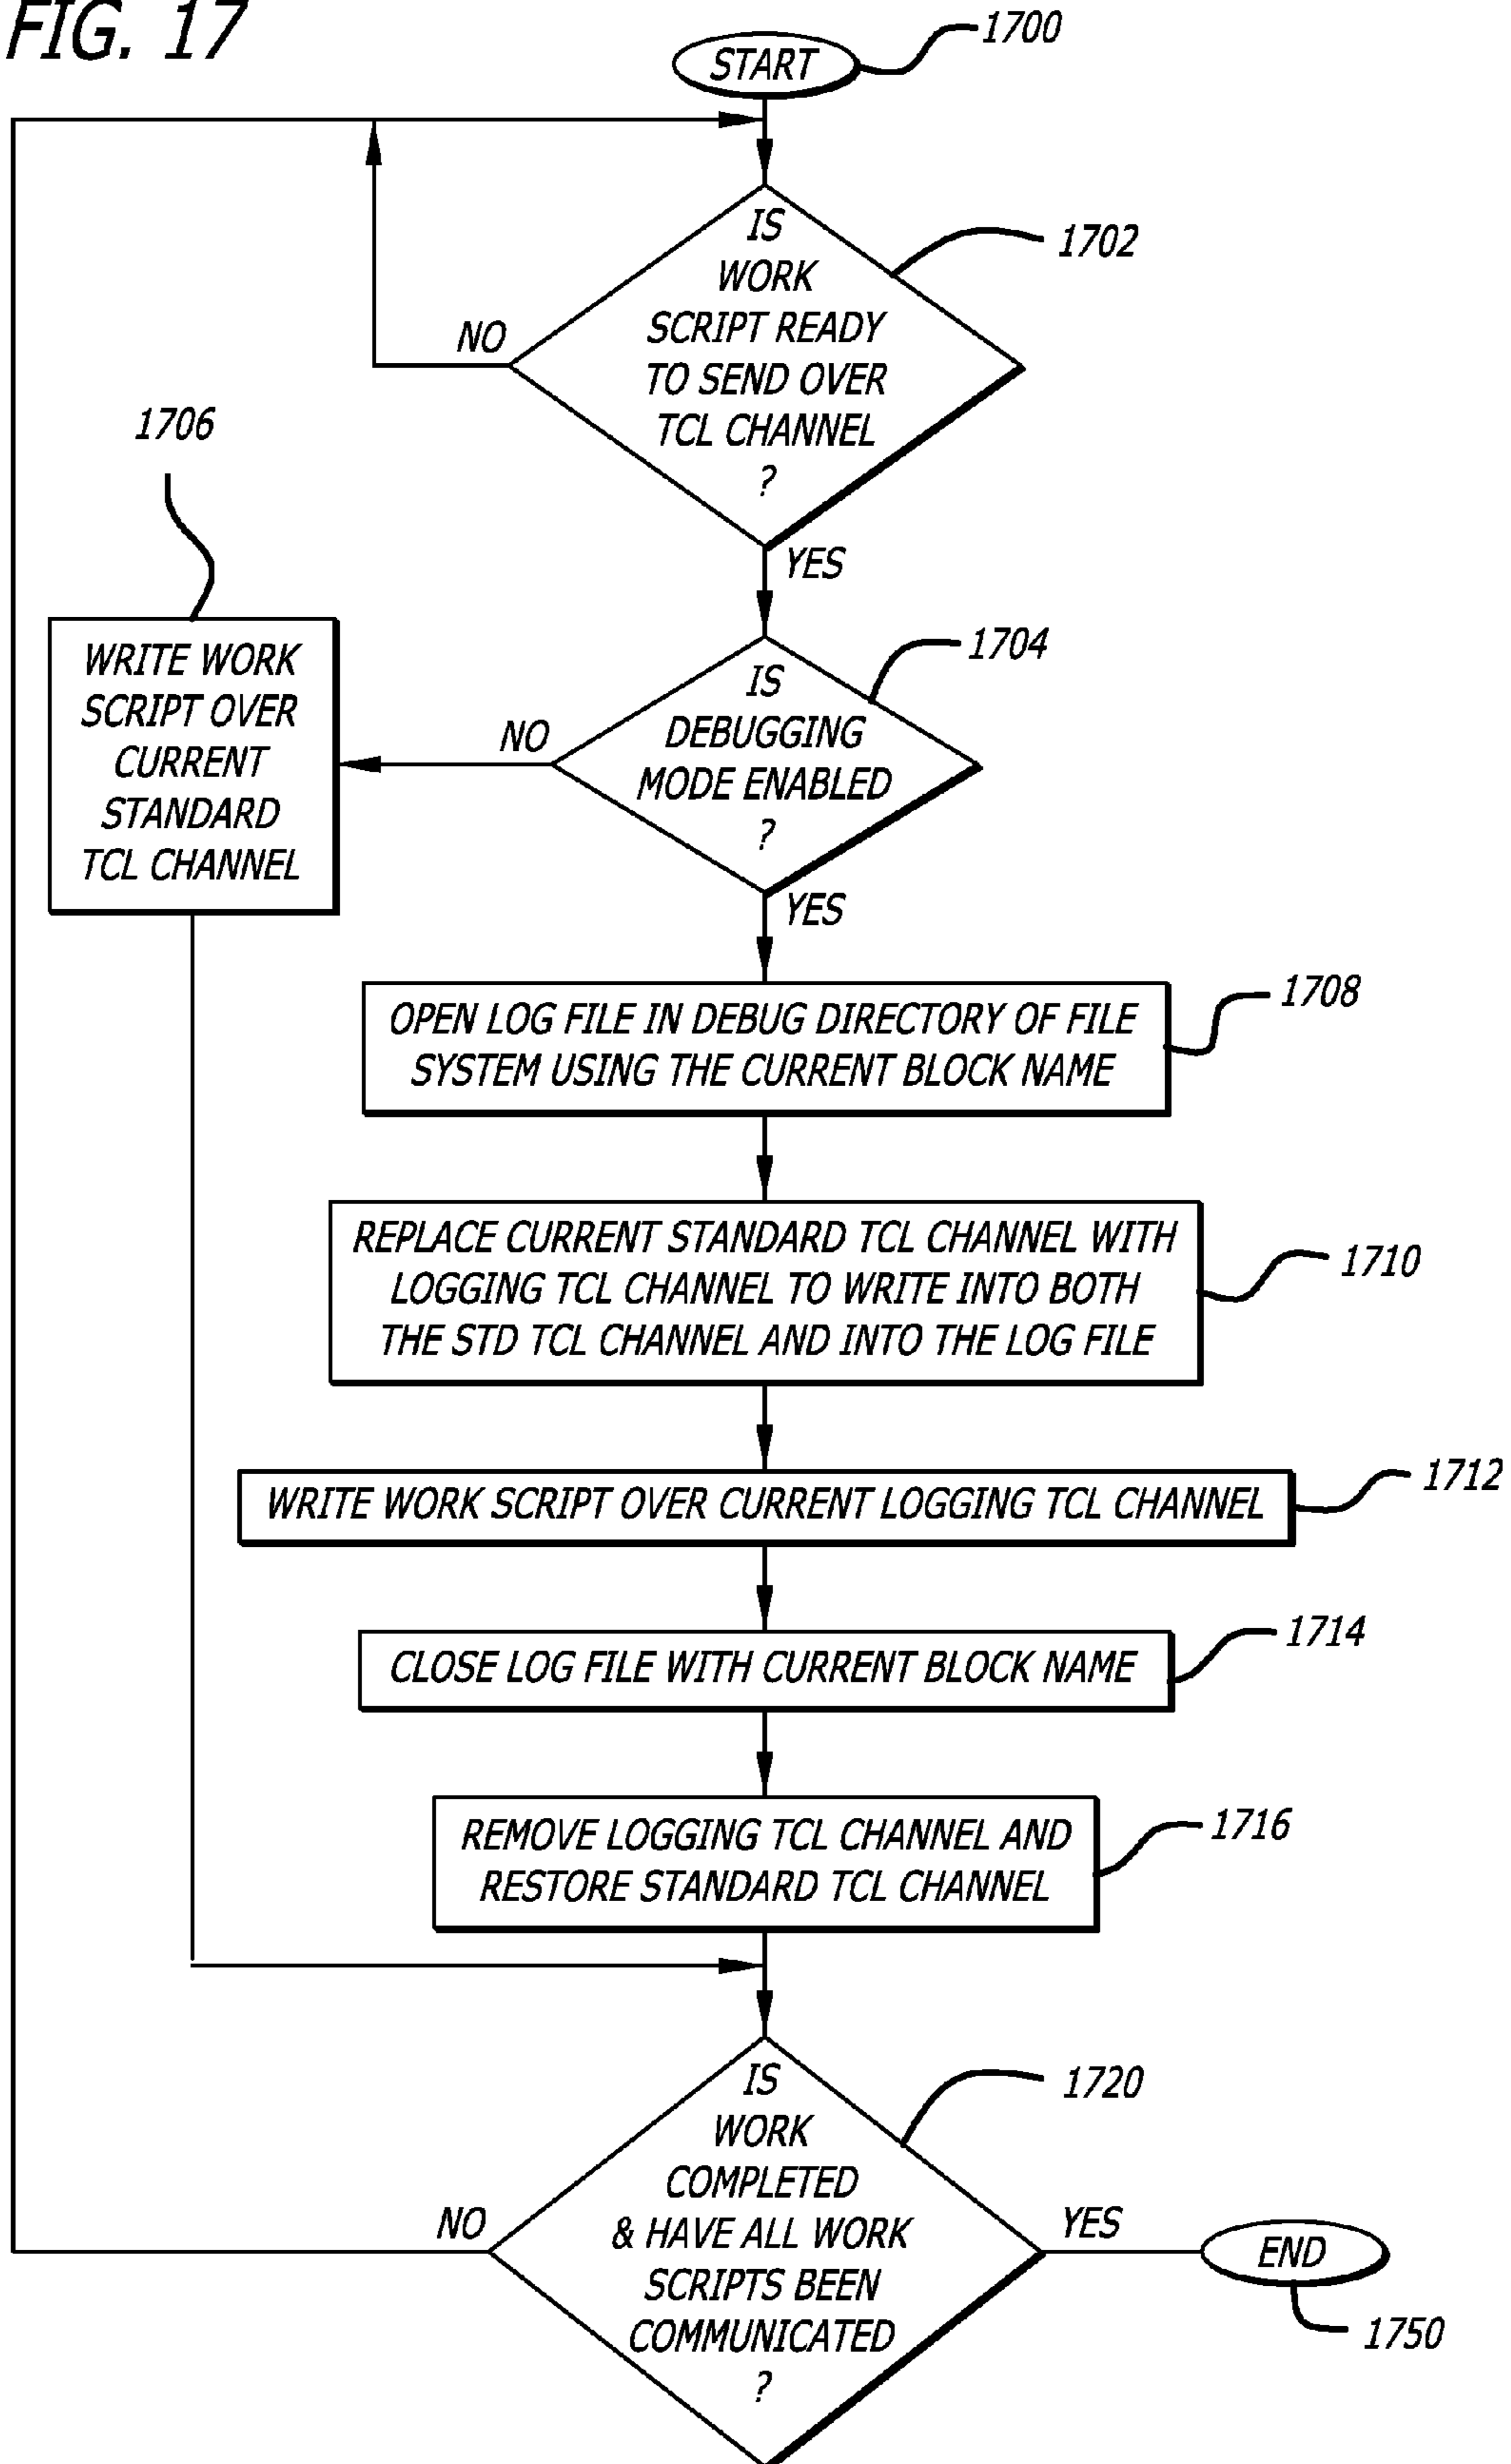 FIG. 17
START
1700
IS
WORK
SCRIPT READY
TO SEND OVER
TCL CHANNEL
?
1702
NO
YES
1706
WRITE WORK
SCRIPT OVER
CURRENT
STANDARD
TCL CHANNEL
IS
DEBUGGING
MODE ENABLED
?
1704
NO
YES
OPEN LOG FILE IN DEBUG DIRECTORY OF FILE
SYSTEM USING THE CURRENT BLOCK NAME
1708
REPLACE CURRENT STANDARD TCL CHANNEL WITH
LOGGING TCL CHANNEL TO WRITE INTO BOTH
THE STD TCL CHANNEL AND INTO THE LOG FILE
1710
WRITE WORK SCRIPT OVER CURRENT LOGGING TCL CHANNEL
1712
CLOSE LOG FILE WITH CURRENT BLOCK NAME
1714
REMOVE LOGGING TCL CHANNEL AND
RESTORE STANDARD TCL CHANNEL
1716
IS
WORK
COMPLETED
& HAVE ALL WORK
SCRIPTS BEEN
COMMUNICATED
?
1720
NO
YES
END
1750